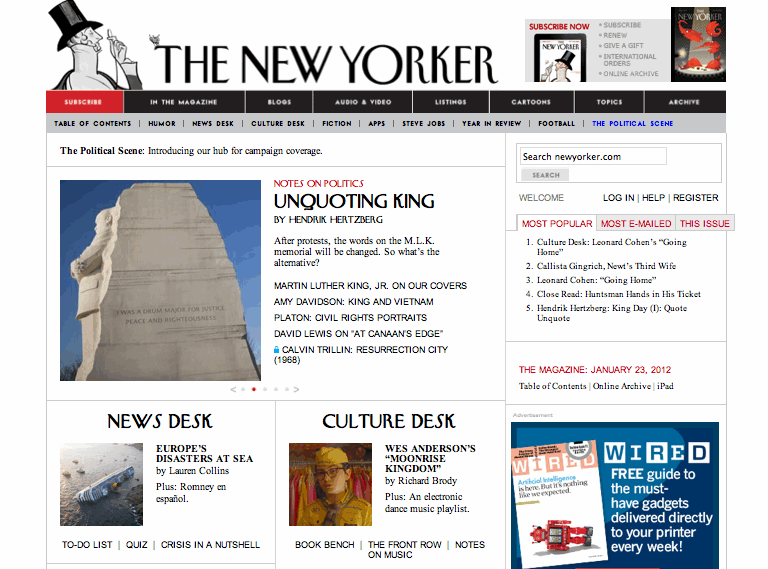 THE NEW YORKER
SUBSCRIBE NOW
SUBSCRIBE
RENEW
GIVE A GIFT
INTERNATIONAL
ORDERS
ONLINE ARCHIVE
NEW YORKER
SUBSCRIBE
IN THE MAGAZINE
BLOGS
AUDIO & VIDEO
LISTINGS
CARTOONS
TOPICS
ARCHIVE
TABLE OF CONTENTS | HUMOR | NEWS DESK | CULTURE DESK | FICTION | APPS | STEVE JOBS | YEAR IN REVIEW | FOOTBALL | THE POLITICAL SCENE
The Political Scene: Introducing our hub for campaign coverage.
I WAS A DRUM MAJOR FOR JUSTICE
PEACE AND RIGHTEOUSNESS
NOTES ON POLITICS
UNQUOTING KING
BY HENDRIK HERTZBERG
After protests, the words on the M.L.K.
memorial will be changed. So what's the
alternative?
MARTIN LUTHER KING, JR. ON OUR COVERS
AMY DAVIDSON: KING AND VIETNAM
PLATON: CIVIL RIGHTS PORTRAITS
DAVID LEWIS ON "AT CANAAN'S EDGE"
CALVIN TRILLIN: RESURRECTION CITY
(1968)
< >
NEWS DESK
EUROPE'S
DISASTERS AT SEA
by Lauren Collins
Plus: Romney en
español.
TO-DO LIST | QUIZ | CRISIS IN A NUTSHELL
CULTURE DESK
WES ANDERSON'S
"MOONRISE
KINGDOM"
by Richard Brody
Plus: An electronic
dance music playlist.
BOOK BENCH | THE FRONT ROW | NOTES
ON MUSIC
Search newyorker.com
SEARCH
WELCOME
LOG IN | HELP | REGISTER
MOST POPULAR
MOST E-MAILED
THIS ISSUE
1. Culture Desk: Leonard Cohen's "Going
Home"
2. Callista Gingrich, Newt's Third Wife
3. Leonard Cohen: "Going Home"
4. Close Read: Huntsman Hands in His Ticket
5. Hendrik Hertzberg: King Day (I): Quote
Unquote
THE MAGAZINE: JANUARY 23, 2012
Table of Contents | Online Archive | iPad
Advertisement
WIRED
Artificial Intelligence
is here. But it's nothing
like we expected.
WIRED
FREE guide to
the must-
have gadgets
delivered directly
to your printer
every week!